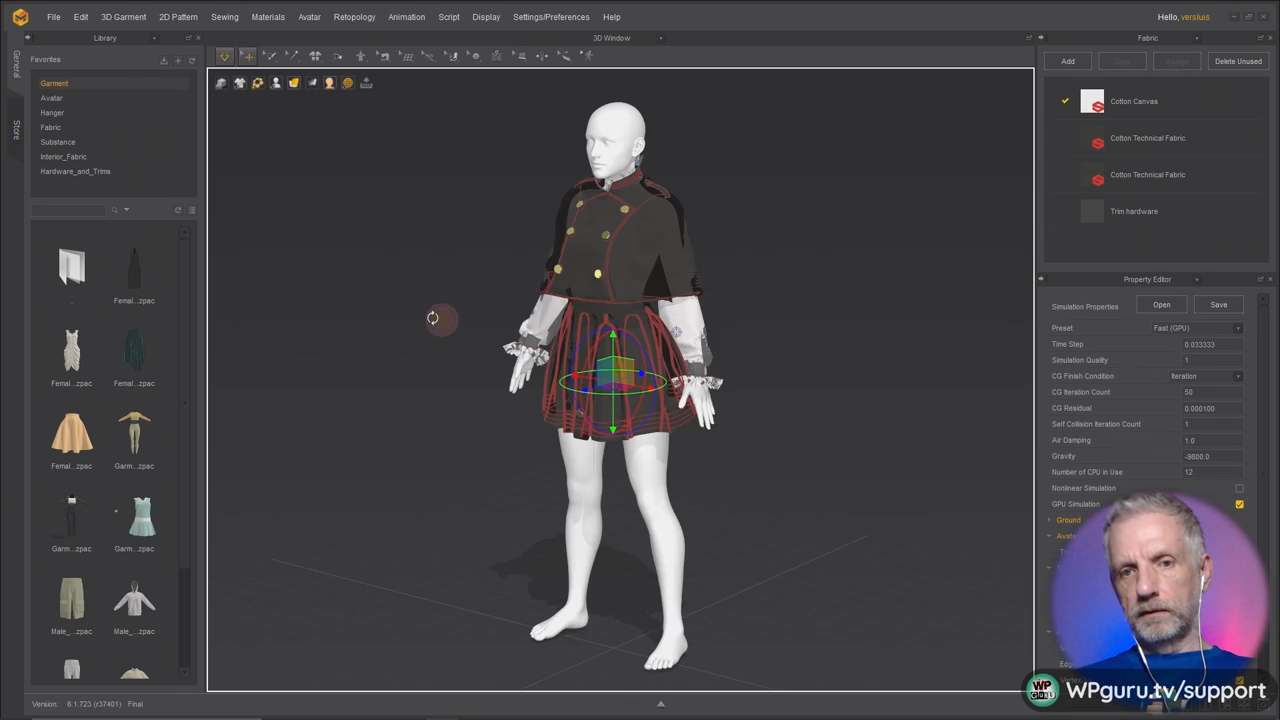 File Edit 3D Garment 2D Pattern Sewing Materials Avatar Retopology Animation Script Display Settings/Preferences Help
Hello, versluis
Library
3D Window
Fabric
General
Store
Favorites
Garment
Avatar
Hanger
Fabric
Substance
Interior_Fabric
Hardware_and_Trims
..
Femal...zpac
Femal...zpac
Femal...zpac
Femal...zpac
Garm...zpac
Garm...zpac
Garm...zpac
Male_...zpac
Male_...zpac
Version: 6.1.723 (r37401) Final
Add
Copy
Assign
Delete Unused
Cotton Canvas
Cotton Technical Fabric
Cotton Technical Fabric
Trim hardware
Property Editor
Simulation Properties
Open
Save
Preset Fast (GPU)
Time Step 0.033333
Simulation Quality 1
CG Finish Condition Iteration
CG Iteration Count 50
CG Residual 0.000100
Self Collision Iteration Count 1
Air Damping 1.0
Gravity -9800.0
Number of CPU in Use 12
Nonlinear Simulation
GPU Simulation
Ground
WP
GURU
WPguru.tv/support